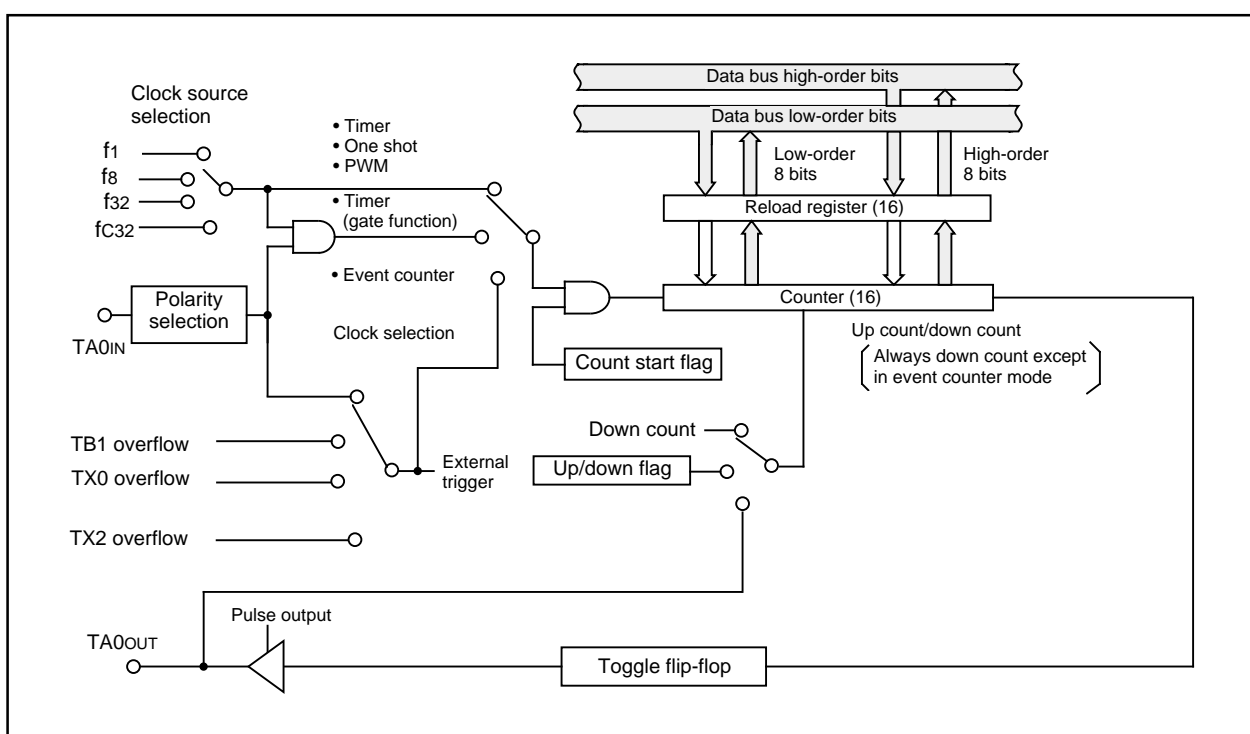 Data bus high-order bits
Data bus low-order bits
Clock source
selection
• Timer
• One shot
• PWM
f1
f8
f32
fC32
Low-order
8 bits
High-order
8 bits
• Timer
(gate function)
Reload register (16)
• Event counter
Polarity
selection
TA0IN
Clock selection
Counter (16)
Up count/down count
Always down count except
in event counter mode
Count start flag
TB1 overflow
TX0 overflow
TX2 overflow
External
trigger
Down count
Up/down flag
Pulse output
TA0OUT
Toggle flip-flop